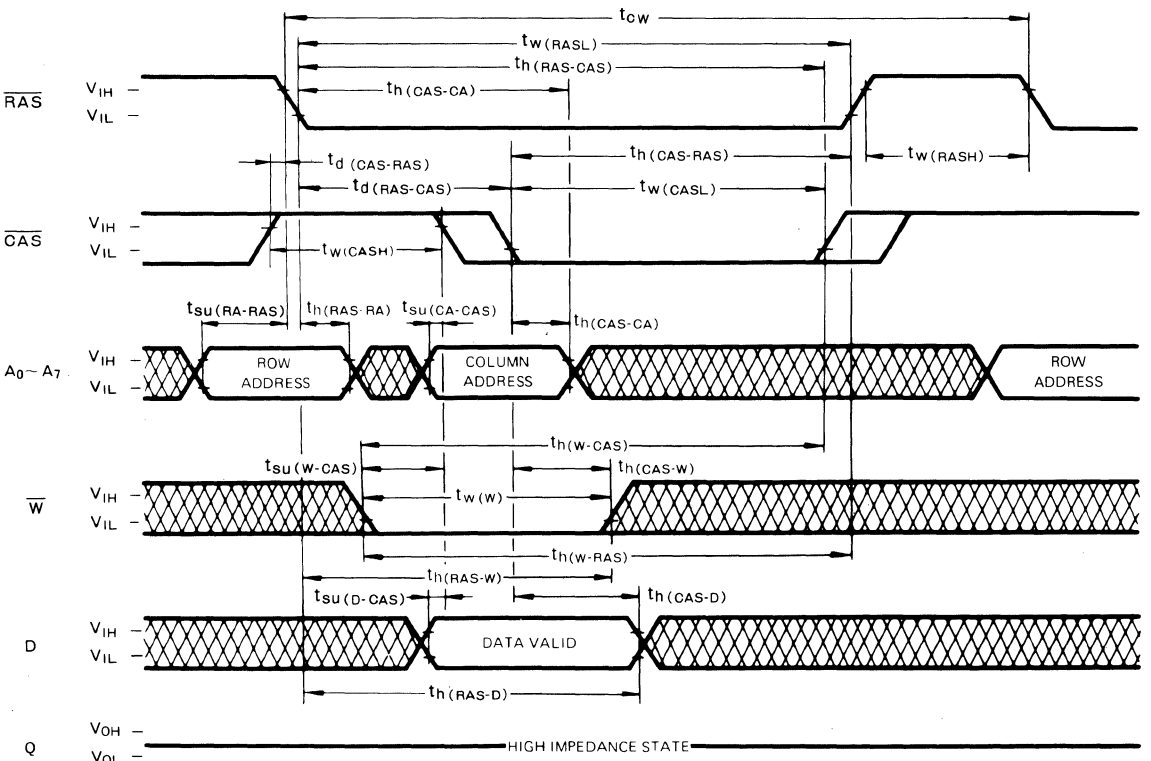 tCW
tW(RASL)
th(RAS-CAS)
th(CAS-CA)
RAS
VIH
VIL
td(CAS-RAS)
th(CAS-RAS)
tW(RASH)
td(RAS-CAS)
tW(CASL)
CAS
VIH
VIL
tW(CASH)
tsu(RA-RAS)
th(RAS-RA)
tsu(CA-CAS)
th(CAS-CA)
A0~A7
VIH
VIL
ROW ADDRESS
COLUMN ADDRESS
ROW ADDRESS
th(W-CAS)
tsu(W-CAS)
th(CAS-W)
W
VIH
VIL
tW(W)
th(W-RAS)
th(RAS-W)
tsu(D-CAS)
th(CAS-D)
D
VIH
VIL
DATA VALID
th(RAS-D)
Q
VOH
HIGH IMPEDANCE STATE
VOL